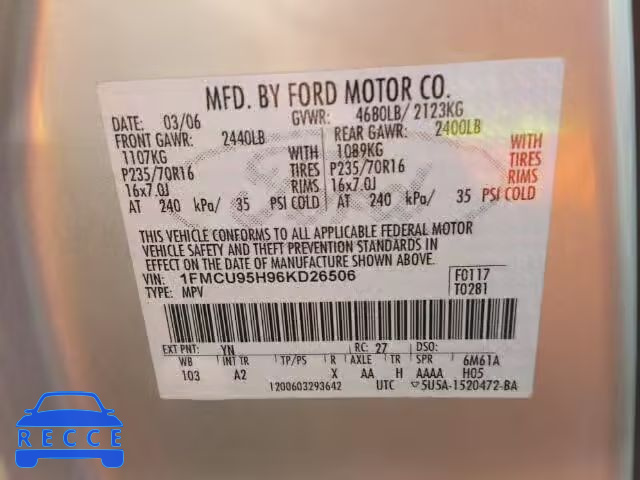 MFD. BY FORD MOTOR CO.
DATE: 03/06 GVWR: 4680LB/ 2123KG
FRONT GAWR: 2440LB REAR GAWR: 2400LB
1107KG WITH 1089KG WITH
P235/70R16 TIRES P235/70R16 TIRES
16x7.0J RIMS 16x7.0J RIMS
AT 240 kPa/ 35 PSI COLD AT 240 kPa/ 35 PSI COLD
Ford
THIS VEHICLE CONFORMS TO ALL APPLICABLE FEDERAL MOTOR
VEHICLE SAFETY AND THEFT PREVENTION STANDARDS IN
EFFECT ON THE DATE OF MANUFACTURE SHOWN ABOVE.
VIN: 1FMCU95H96KD26506 F0117
TYPE: MPV T0281
EXT PNT: YN RC: 27 DSO:
WB INT TR TP/PS R AXLE TR SPR 6M61A
103 A2 X AA H AAAA H05
1200603293642 UTC 5U5A-1520472-BA
RECCE